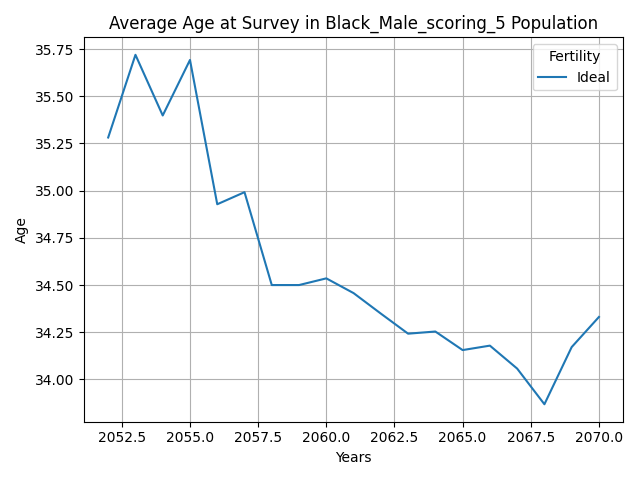 Average Age at Survey in Black_Male_scoring_5 Population
Fertility
Ideal
35.75
35.50
35.25
35.00
34.75
34.50
34.25
34.00
Age
2052.5 2055.0 2057.5 2060.0 2062.5 2065.0 2067.5 2070.0
Years